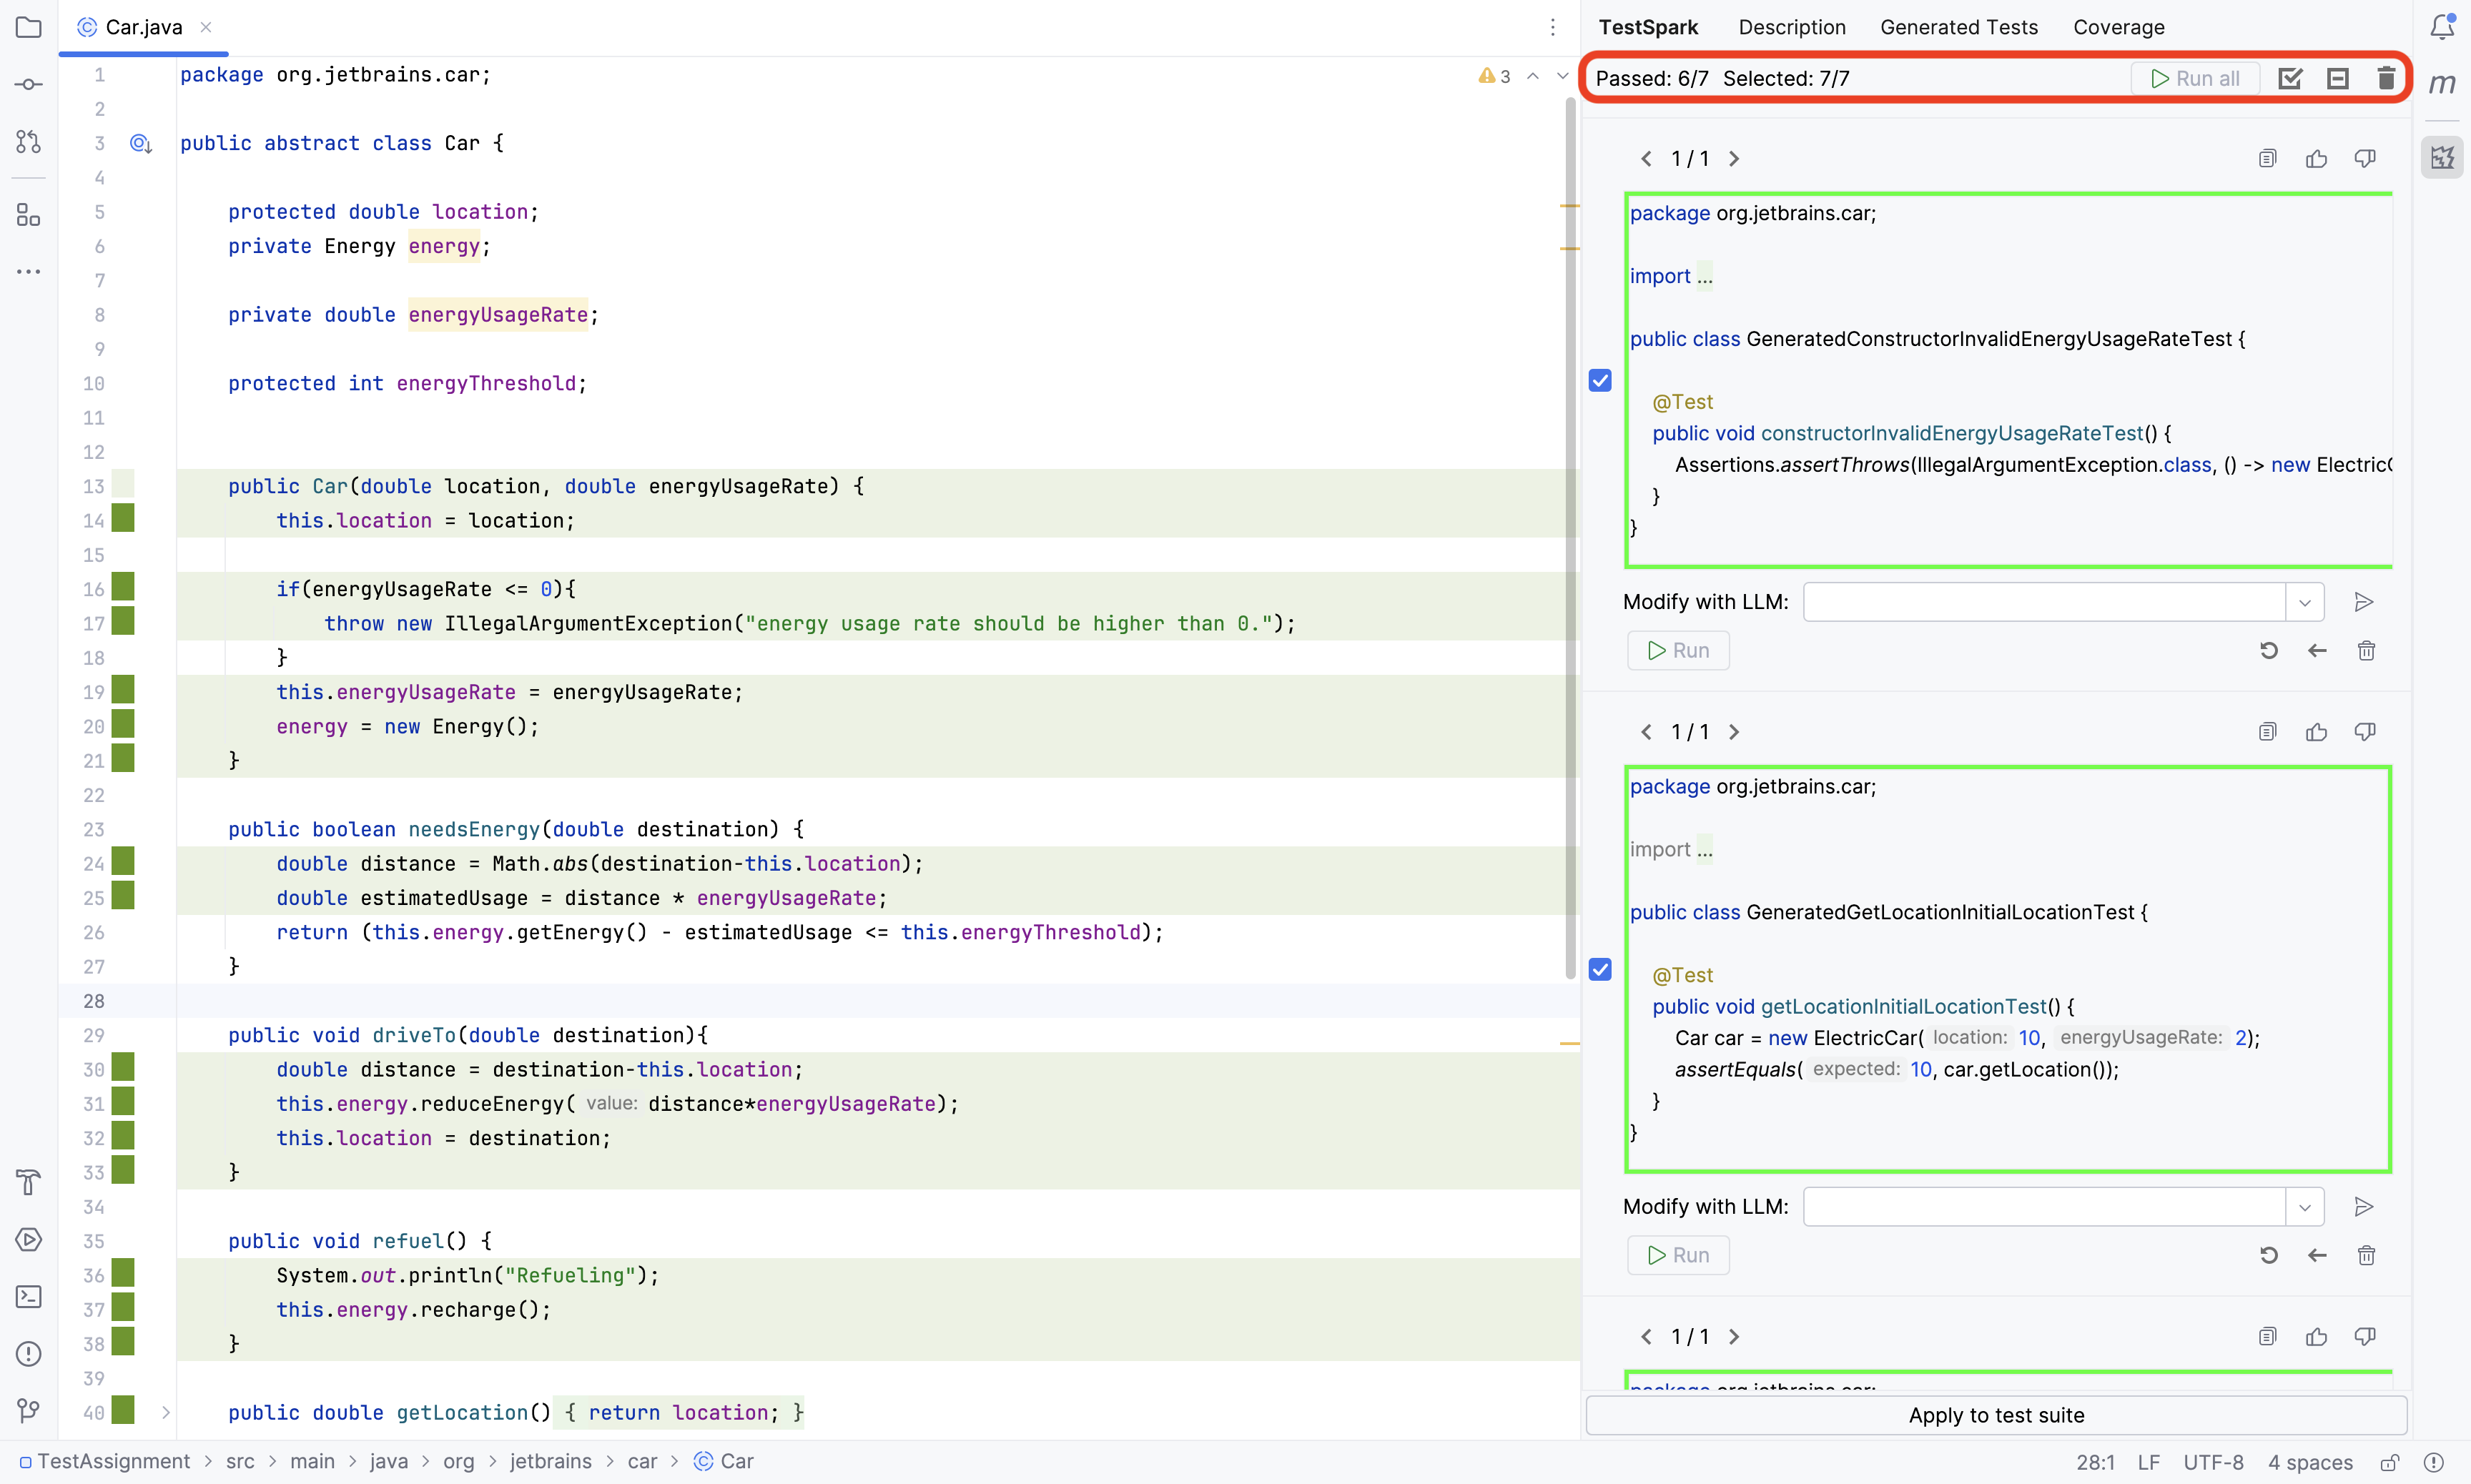 Car.java
TestSpark Description Generated Tests Coverage
Passed: 6/7 Selected: 7/7 Run all
3
1 package org.jetbrains.car;
2
3 public abstract class Car {
4
5 protected double location;
6 private Energy energy;
7
8 private double energyUsageRate;
9
10 protected int energyThreshold;
11
12
13 public Car(double location, double energyUsageRate) {
14 this.location = location;
15
16 if(energyUsageRate <= 0){
17 throw new IllegalArgumentException("energy usage rate should be higher than 0.");
18 }
19 this.energyUsageRate = energyUsageRate;
20 energy = new Energy();
21 }
22
23 public boolean needsEnergy(double destination) {
24 double distance = Math.abs(destination-this.location);
25 double estimatedUsage = distance * energyUsageRate;
26 return (this.energy.getEnergy() - estimatedUsage <= this.energyThreshold);
27 }
28
29 public void driveTo(double destination){
30 double distance = destination-this.location;
31 this.energy.reduceEnergy( value: distance*energyUsageRate);
32 this.location = destination;
33 }
34
35 public void refuel() {
36 System.out.println("Refueling");
37 this.energy.recharge();
38 }
39
40 public double getLocation() { return location; }
m
1 / 1
package org.jetbrains.car;
import ...
public class GeneratedConstructorInvalidEnergyUsageRateTest {
@Test
public void constructorInvalidEnergyUsageRateTest() {
Assertions.assertThrows(IllegalArgumentException.class, () -> new Electric
}
}
Modify with LLM:
Run
1 / 1
package org.jetbrains.car;
import ...
public class GeneratedGetLocationInitialLocationTest {
@Test
public void getLocationInitialLocationTest() {
Car car = new ElectricCar( location: 10, energyUsageRate: 2);
assertEquals( expected: 10, car.getLocation());
}
}
Modify with LLM:
Run
1 / 1
package org.jetbrains.car;
Apply to test suite
TestAssignment > src > main > java > org > jetbrains > car > Car
28:1 LF UTF-8 4 spaces